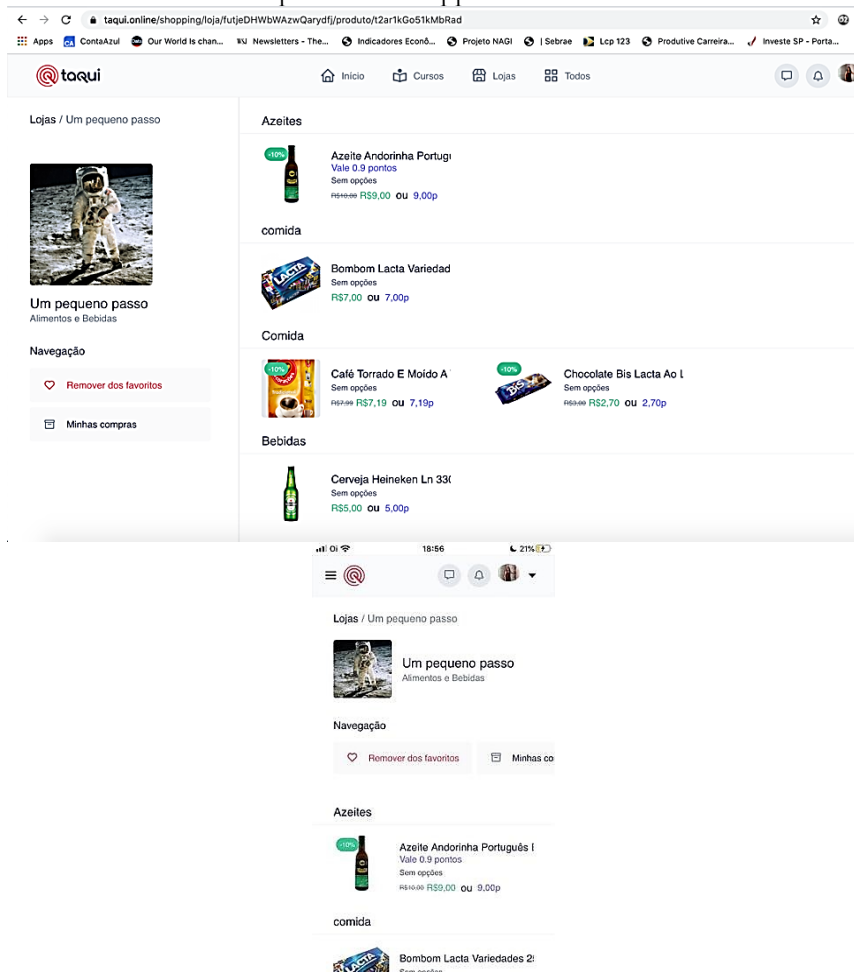 taqui.online/shopping/loja/futjeDHWbWAzwQarydfj/produto/t2ar1kGo51kMbRad
Apps ContaAzul Our World Is chan... WU Newsletters - The... Indicadores Econô... Projeto NAGI | Sebrae Lcp 123 Produtive Carreira... Investe SP - Porta...
taqui Início Cursos Lojas Todos
Lojas / Um pequeno passo
Um pequeno passo
Alimentos e Bebidas
Navegação
Remover dos favoritos
Minhas compras
Azeites
-10%
Azeite Andorinha Portugu
Vale 0.9 pontos
Sem opções
R$10,00 R$9,00 ou 9,00p
comida
LACTA
Bombom Lacta Variedad
Sem opções
R$7,00 ou 7,00p
Comida
-10%
Café Torrado E Moído A
Sem opções
R$7,99 R$7,19 ou 7,19p
-10%
BIS
Chocolate Bis Lacta Ao L
Sem opções
R$3,00 R$2,70 ou 2,70p
Bebidas
Cerveja Heineken Ln 330
Sem opções
R$5,00 ou 5,00p
Oi 18:56 21%
Lojas / Um pequeno passo
Um pequeno passo
Alimentos e Bebidas
Navegação
Remover dos favoritos Minhas co
Azeites
-10%
Azeite Andorinha Português E
Vale 0.9 pontos
Sem opções
R$10,00 R$9,00 ou 9,00p
comida
LACTA
Bombom Lacta Variedades 25
Sem opções